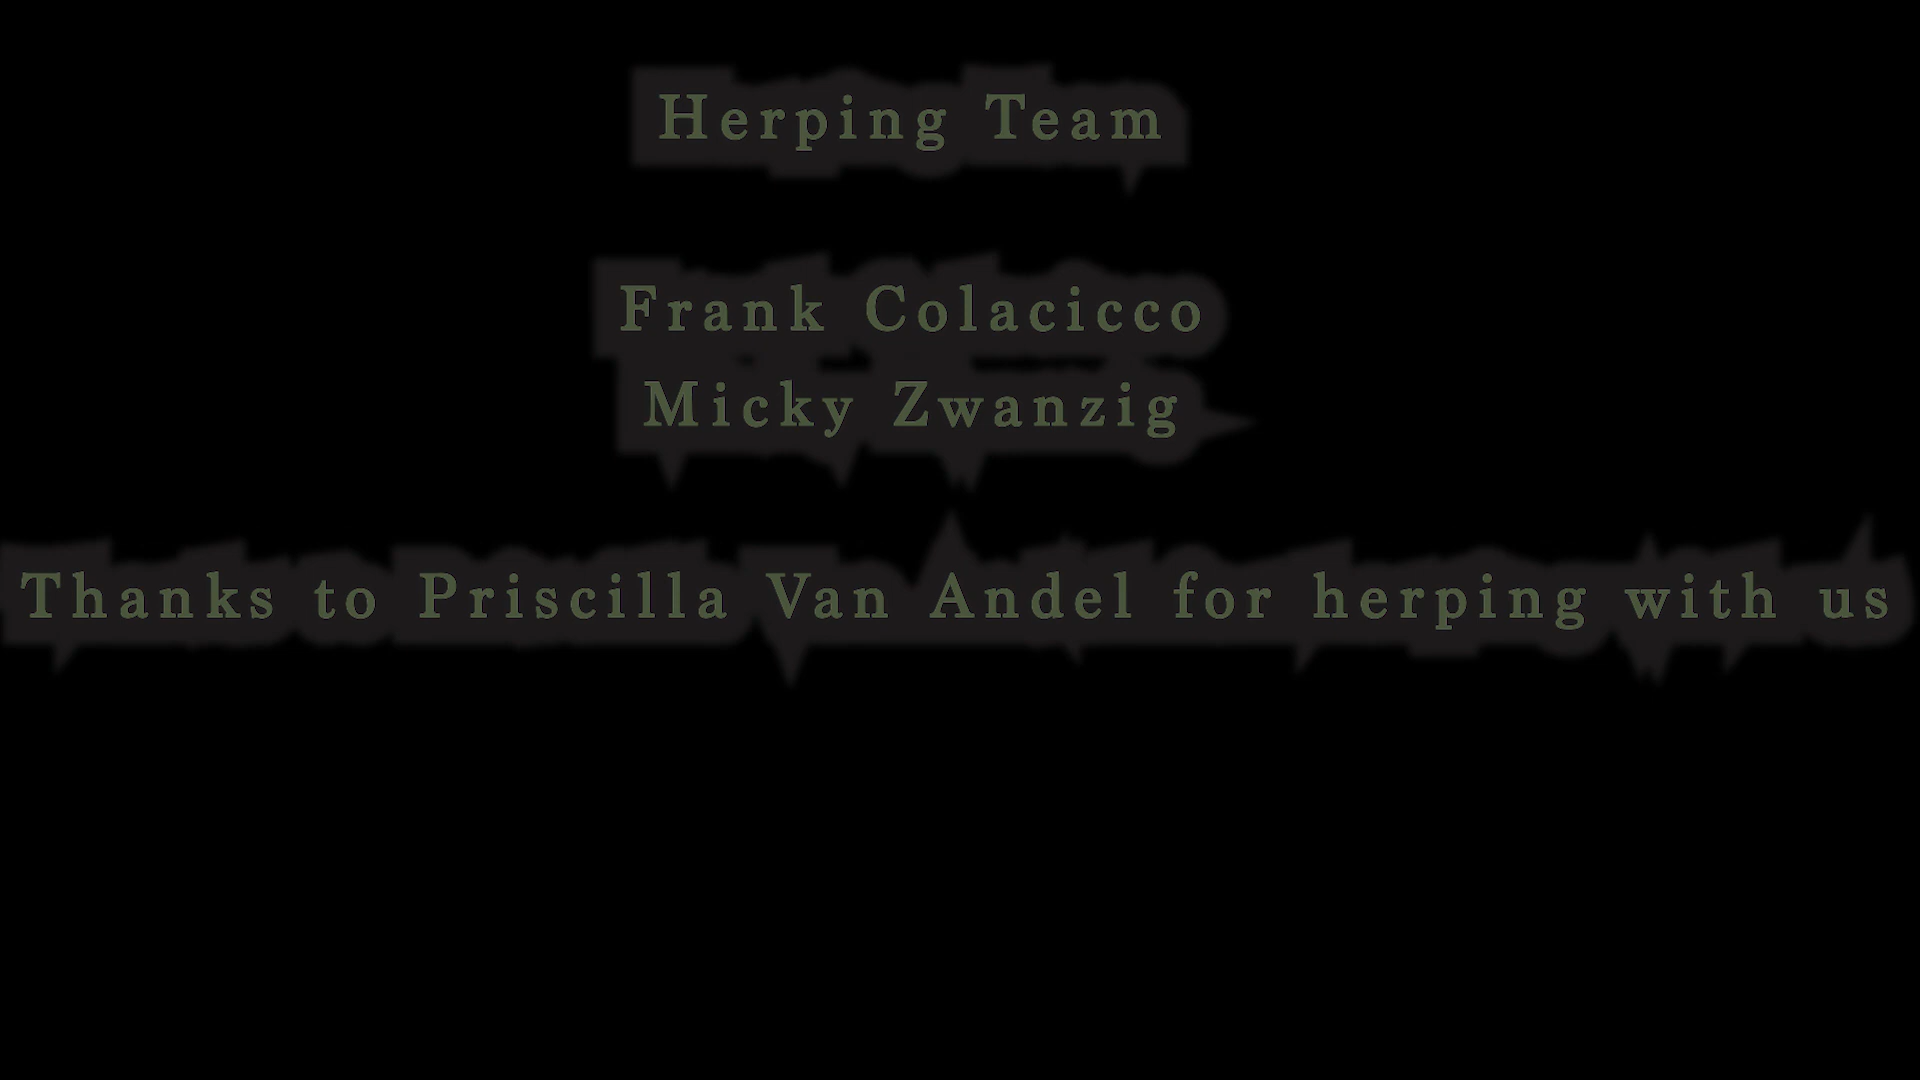 Herping Team
Frank Colacicco
Micky Zwanzig
Thanks to Priscilla Van Andel for herping with us